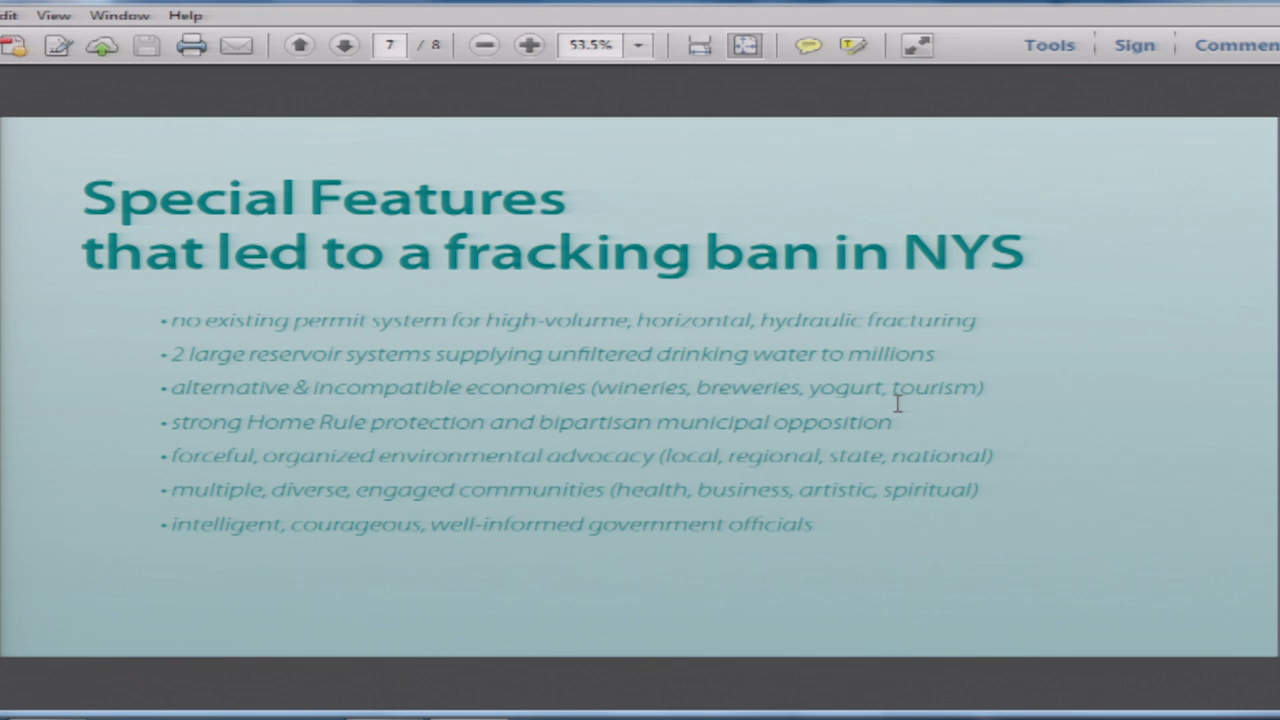 dit View Window Help
7 / 8 53.5% Tools Sign Commen
Special Features
that led to a fracking ban in NYS
• no existing permit system for high-volume, horizontal, hydraulic fracturing
• 2 large reservoir systems supplying unfiltered drinking water to millions
• alternative & incompatible economies (wineries, breweries, yogurt, tourism)
• strong Home Rule protection and bipartisan municipal opposition
• forceful, organized environmental advocacy (local, regional, state, national)
• multiple, diverse, engaged communities (health, business, artistic, spiritual)
• intelligent, courageous, well-informed government officials